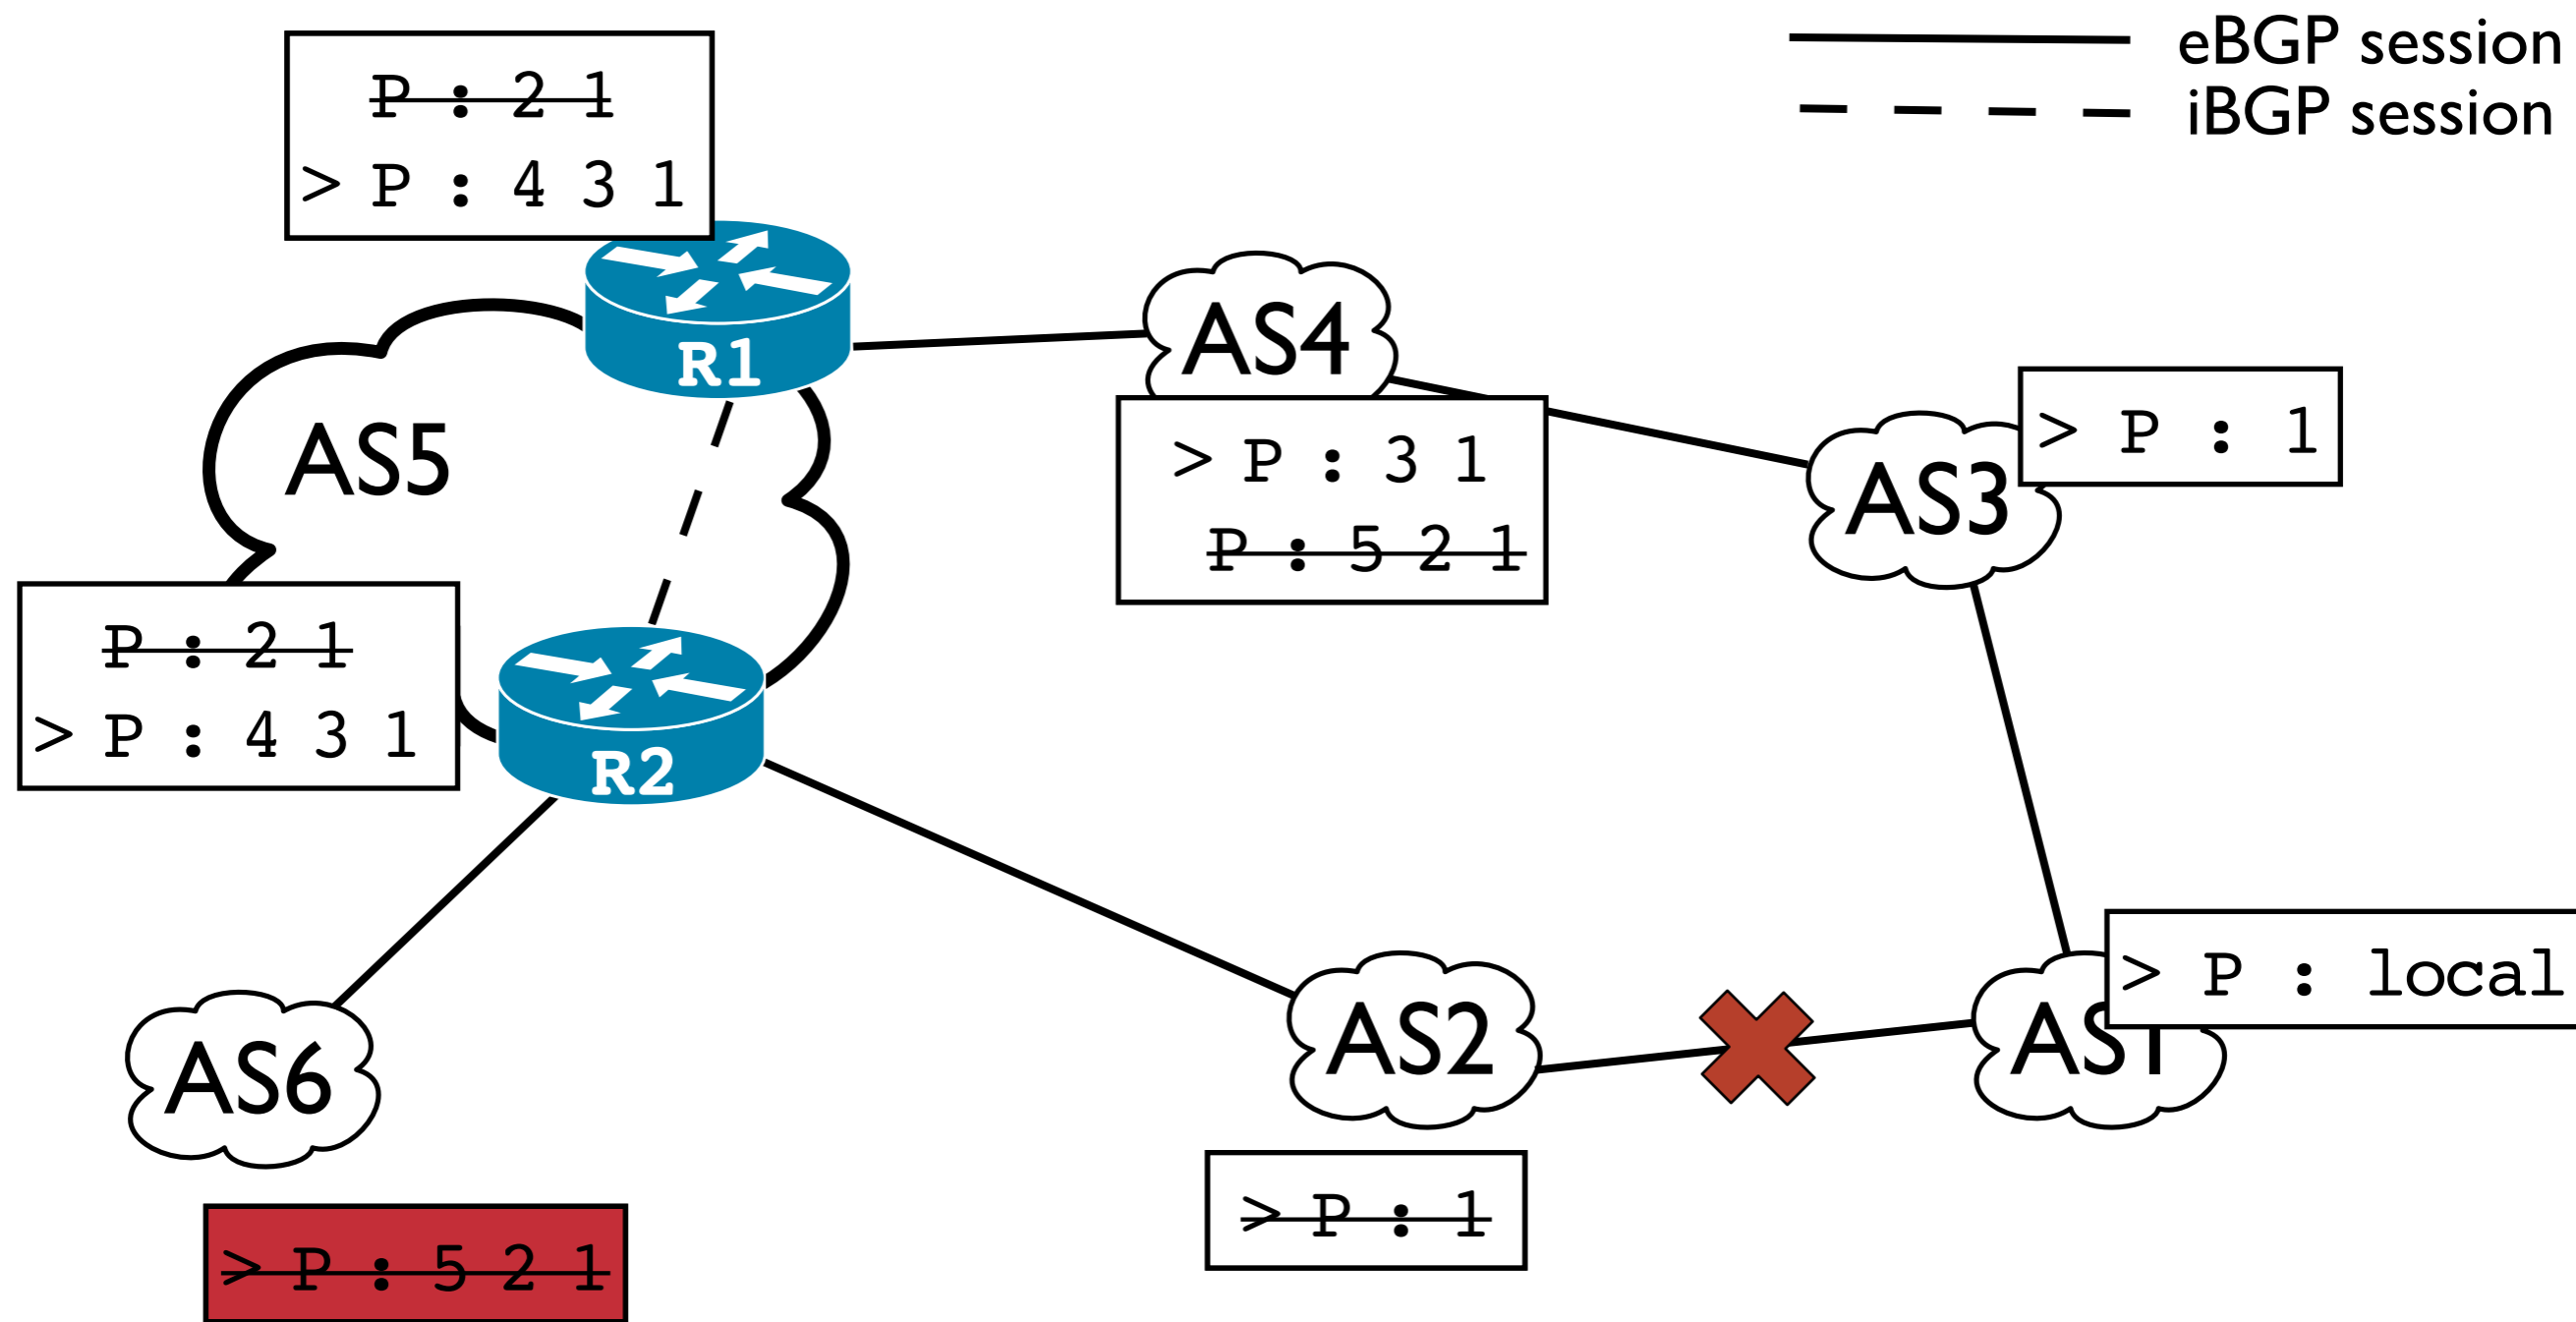 eBGP session
iBGP session
P : 2 1
> P : 4 3 1
R1
AS4
AS5
> P : 3 1
P : 5 2 1
AS3
> P : 1
P : 2 1
> P : 4 3 1
R2
AS6
AS2
AS1
> P : local
> P : 1
> P : 5 2 1